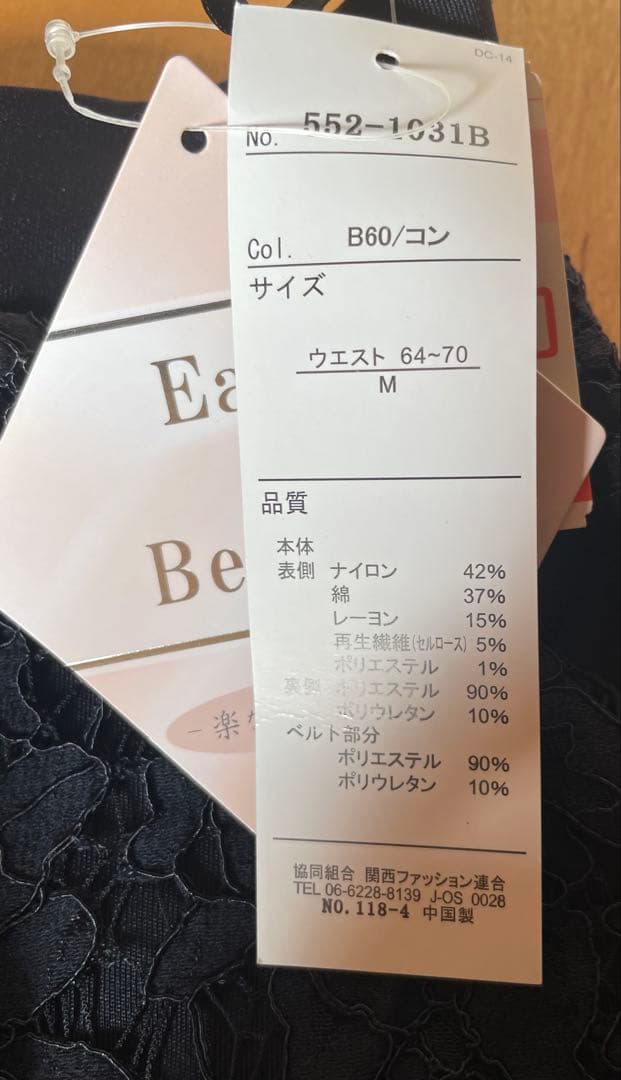 DC-14
No. 552-1031B
Col. B60/コン
サイズ
ウエスト 64~70
M
品質
本体
表側 ナイロン 42%
綿 37%
レーヨン 15%
再生繊維(セルロース) 5%
ポリエステル 1%
裏側 ポリエステル 90%
ポリウレタン 10%
ベルト部分
ポリエステル 90%
ポリウレタン 10%
協同組合 関西ファッション連合
TEL 06-6228-8139 J-OS 0028
NO.118-4 中国製
Ea
Be
-楽